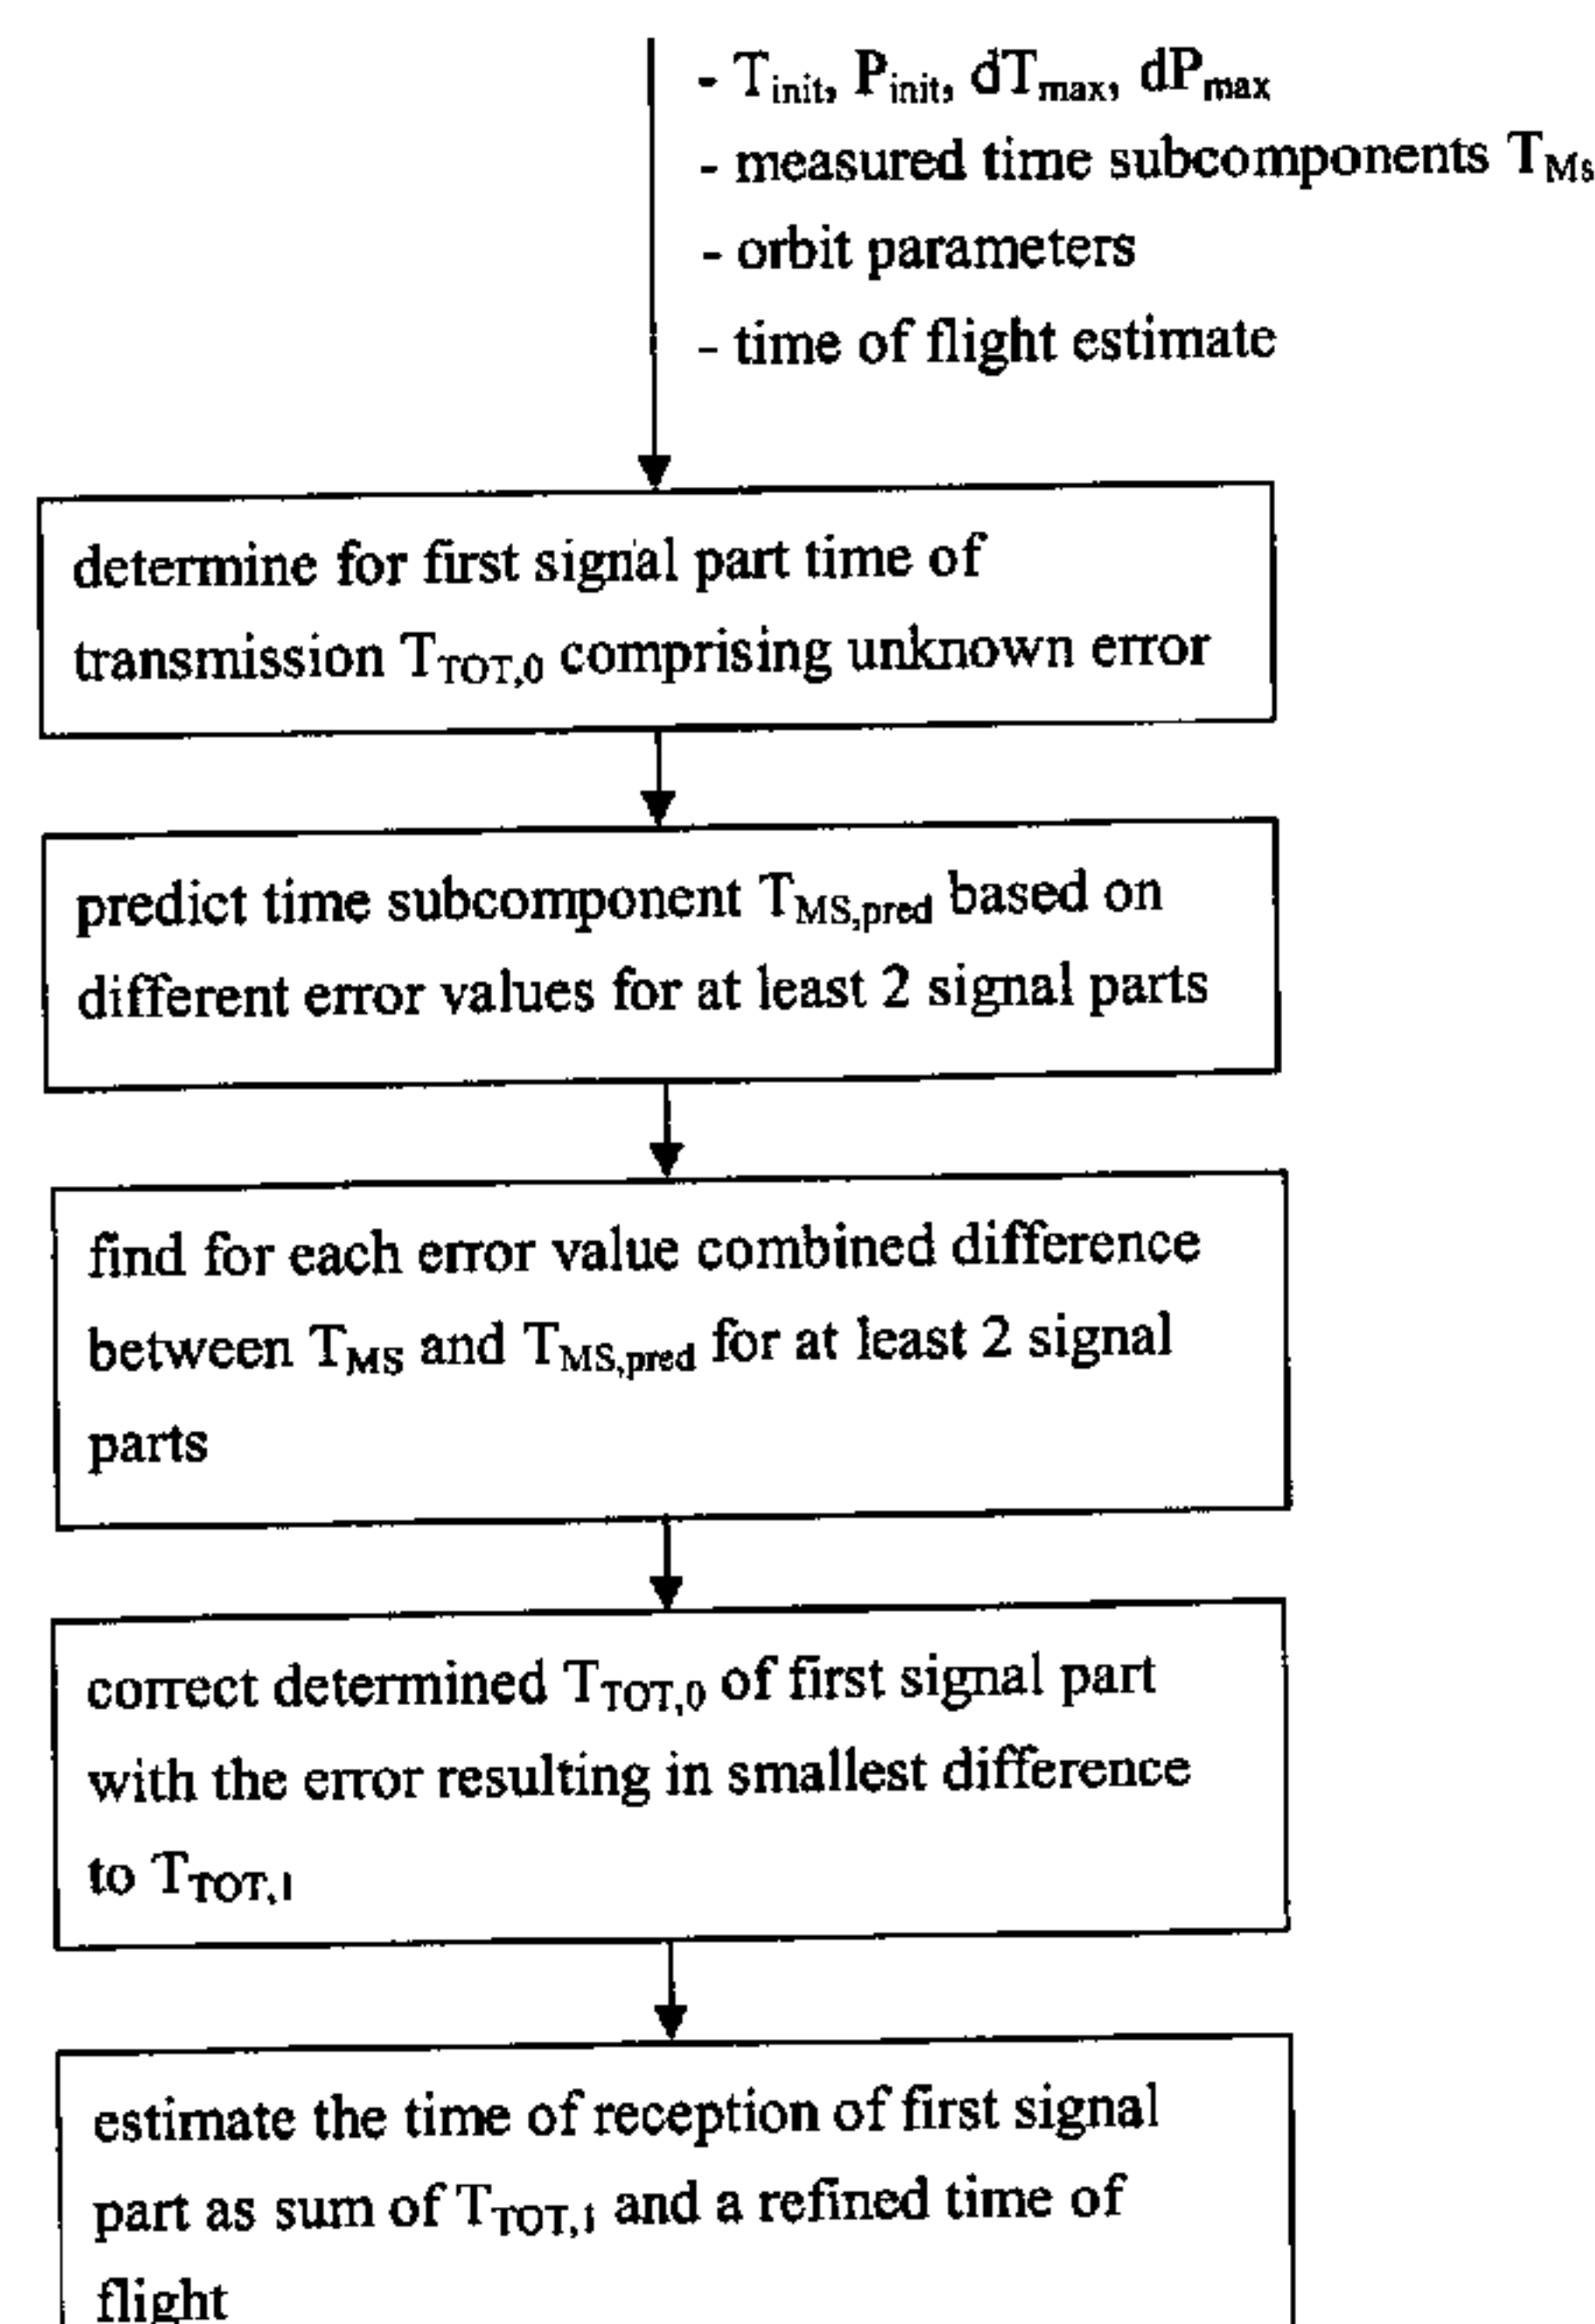 - Tinit, Pinit, dTmax, dPmax
- measured time subcomponents TMs
- orbit parameters
- time of flight estimate
determine for first signal part time of
transmission TTOT,0 comprising unknown error
predict time subcomponent TMS,pred based on
different error values for at least 2 signal parts
find for each error value combined difference
between TMS and TMS,pred for at least 2 signal
parts
correct determined TTOT,0 of first signal part
with the error resulting in smallest difference
to TTOT,1
estimate the time of reception of first signal
part as sum of TTOT,1 and a refined time of
flight